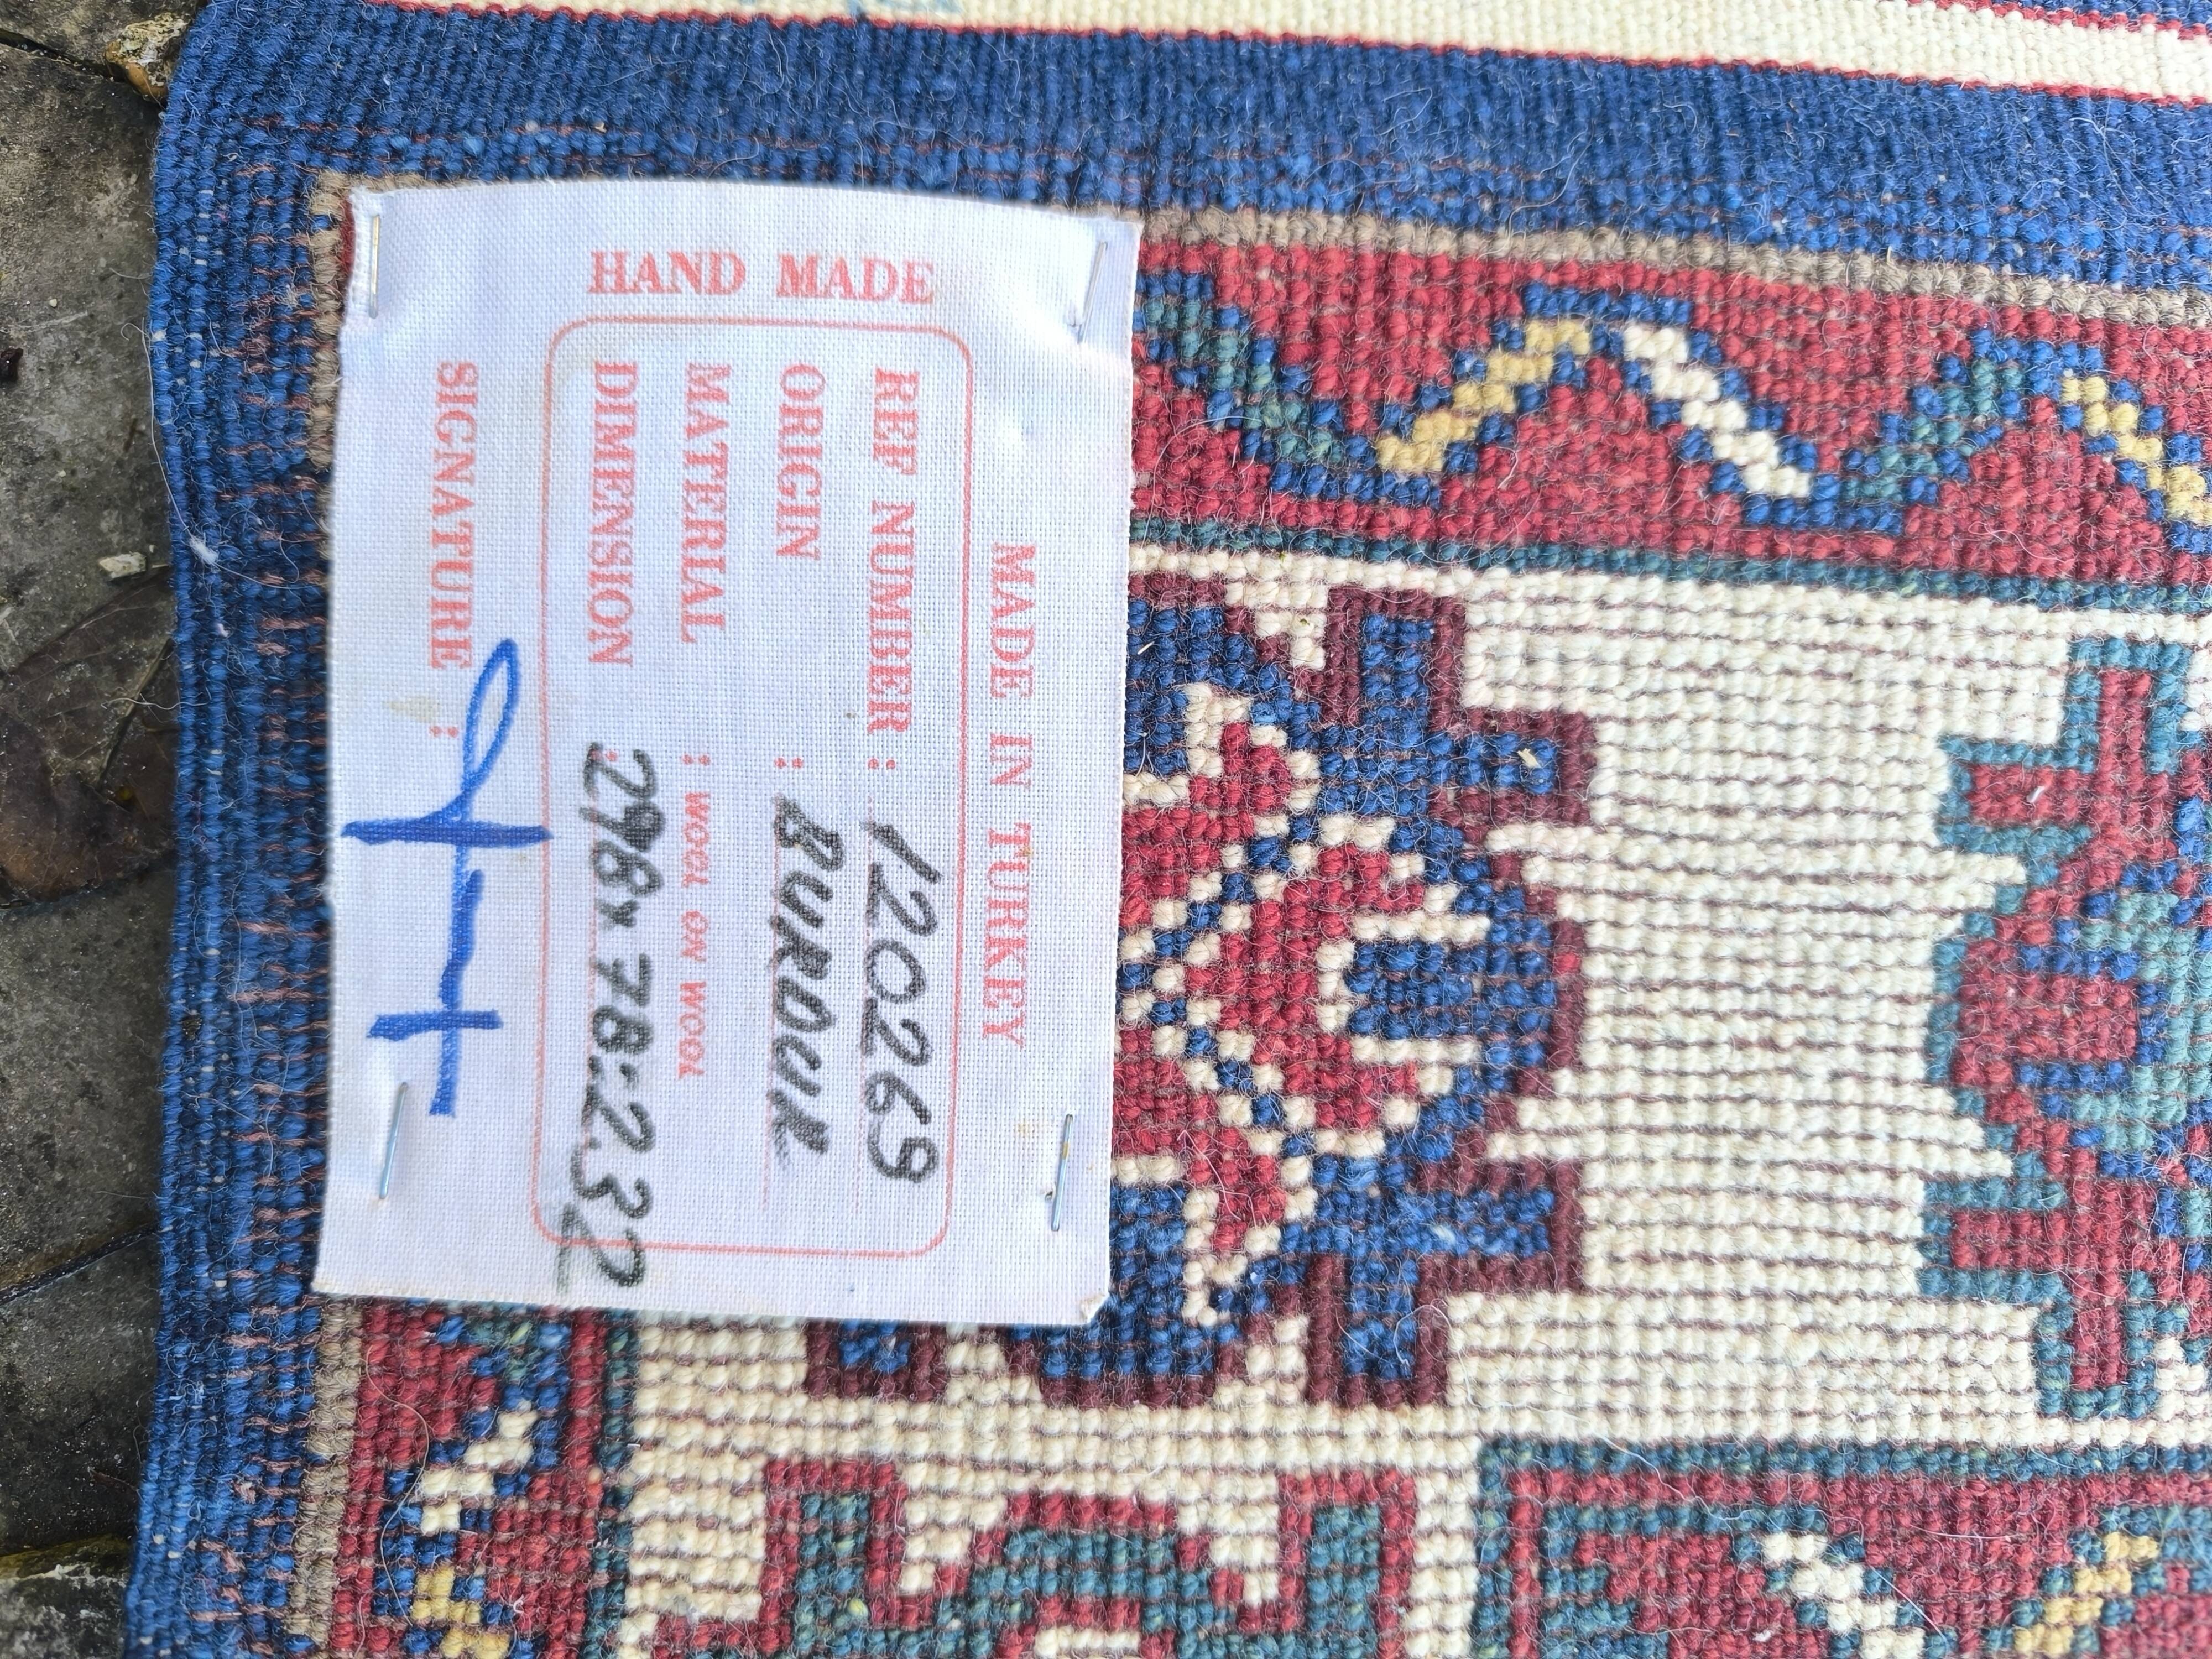 MADE IN TURKEY
REF NUMBER : 120269
ORIGIN : BURDUR
MATERIAL : WOOL ON WOOL
DIMENSION : 298x78:2.32
HAND MADE
SIGNATURE :